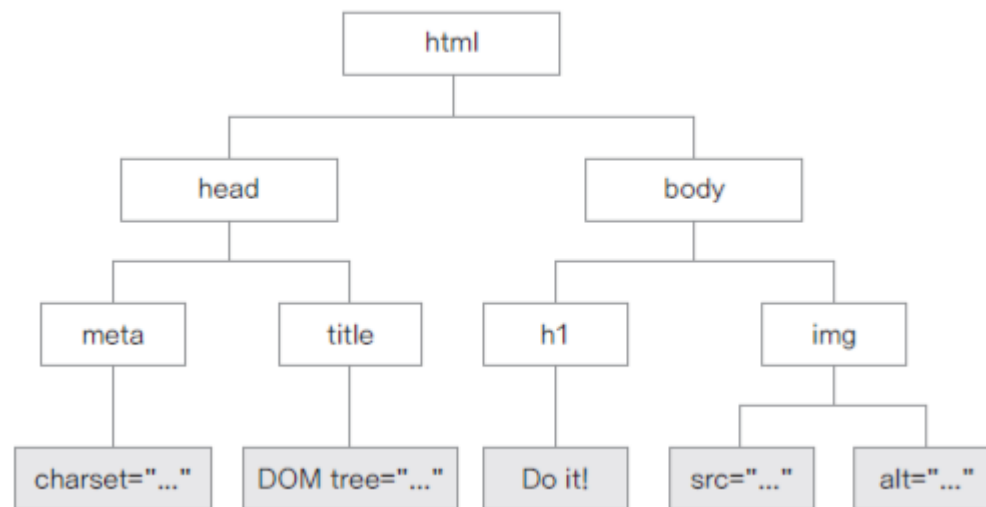 html
head
body
meta
title
h1
img
charset="..."
DOM tree="..."
Do it!
src="..."
alt="..."